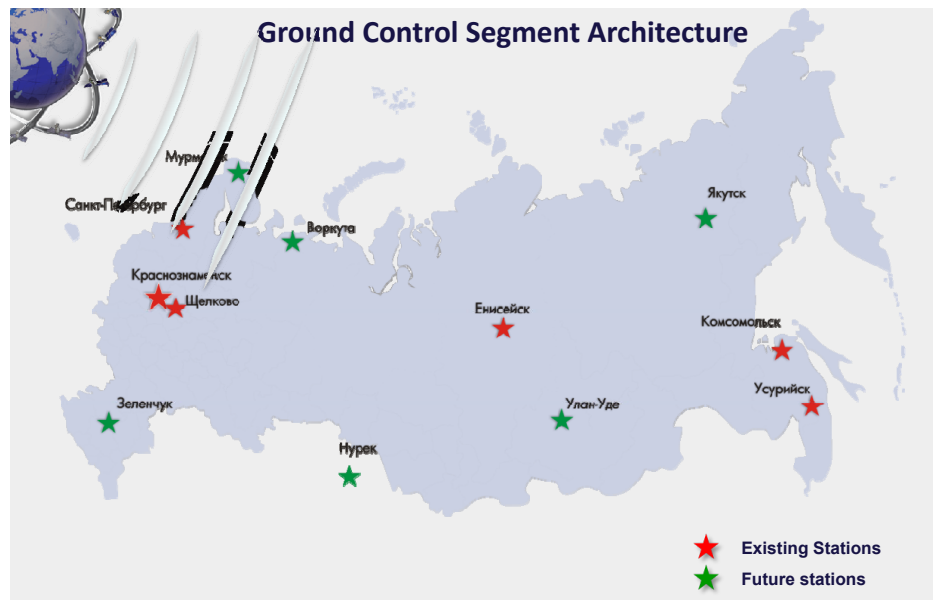 Ground Control Segment Architecture
Мурманск
Санкт-Петербург
Воркута
Якутск
Краснознаменск
Щелково
Енисейск
Комсомольск
Усурийск
Зеленчук
Улан-Уде
Нурек
Existing Stations
Future stations